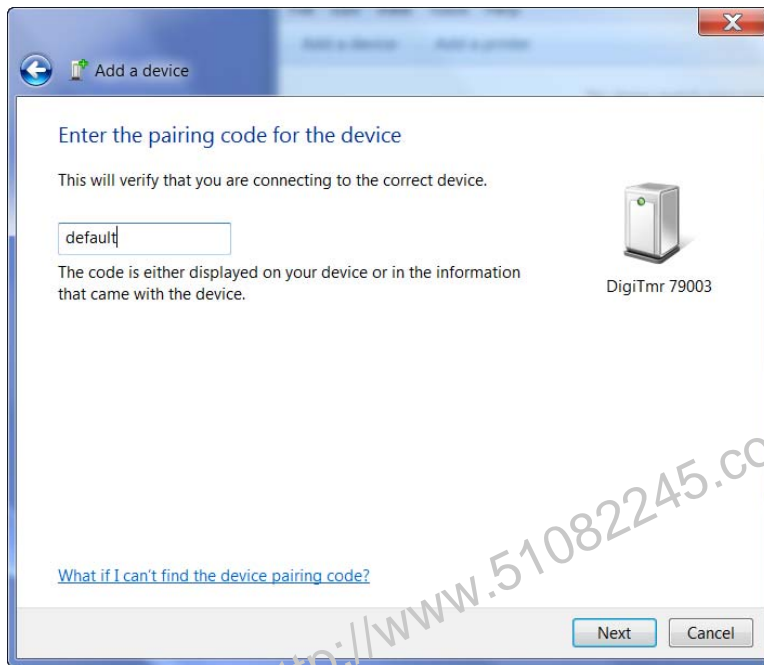 Add a device
Enter the pairing code for the device
This will verify that you are connecting to the correct device.
default
The code is either displayed on your device or in the information
that came with the device.
DigiTmr 79003
What if I can't find the device pairing code?
Next
Cancel
http://www.51082245.co